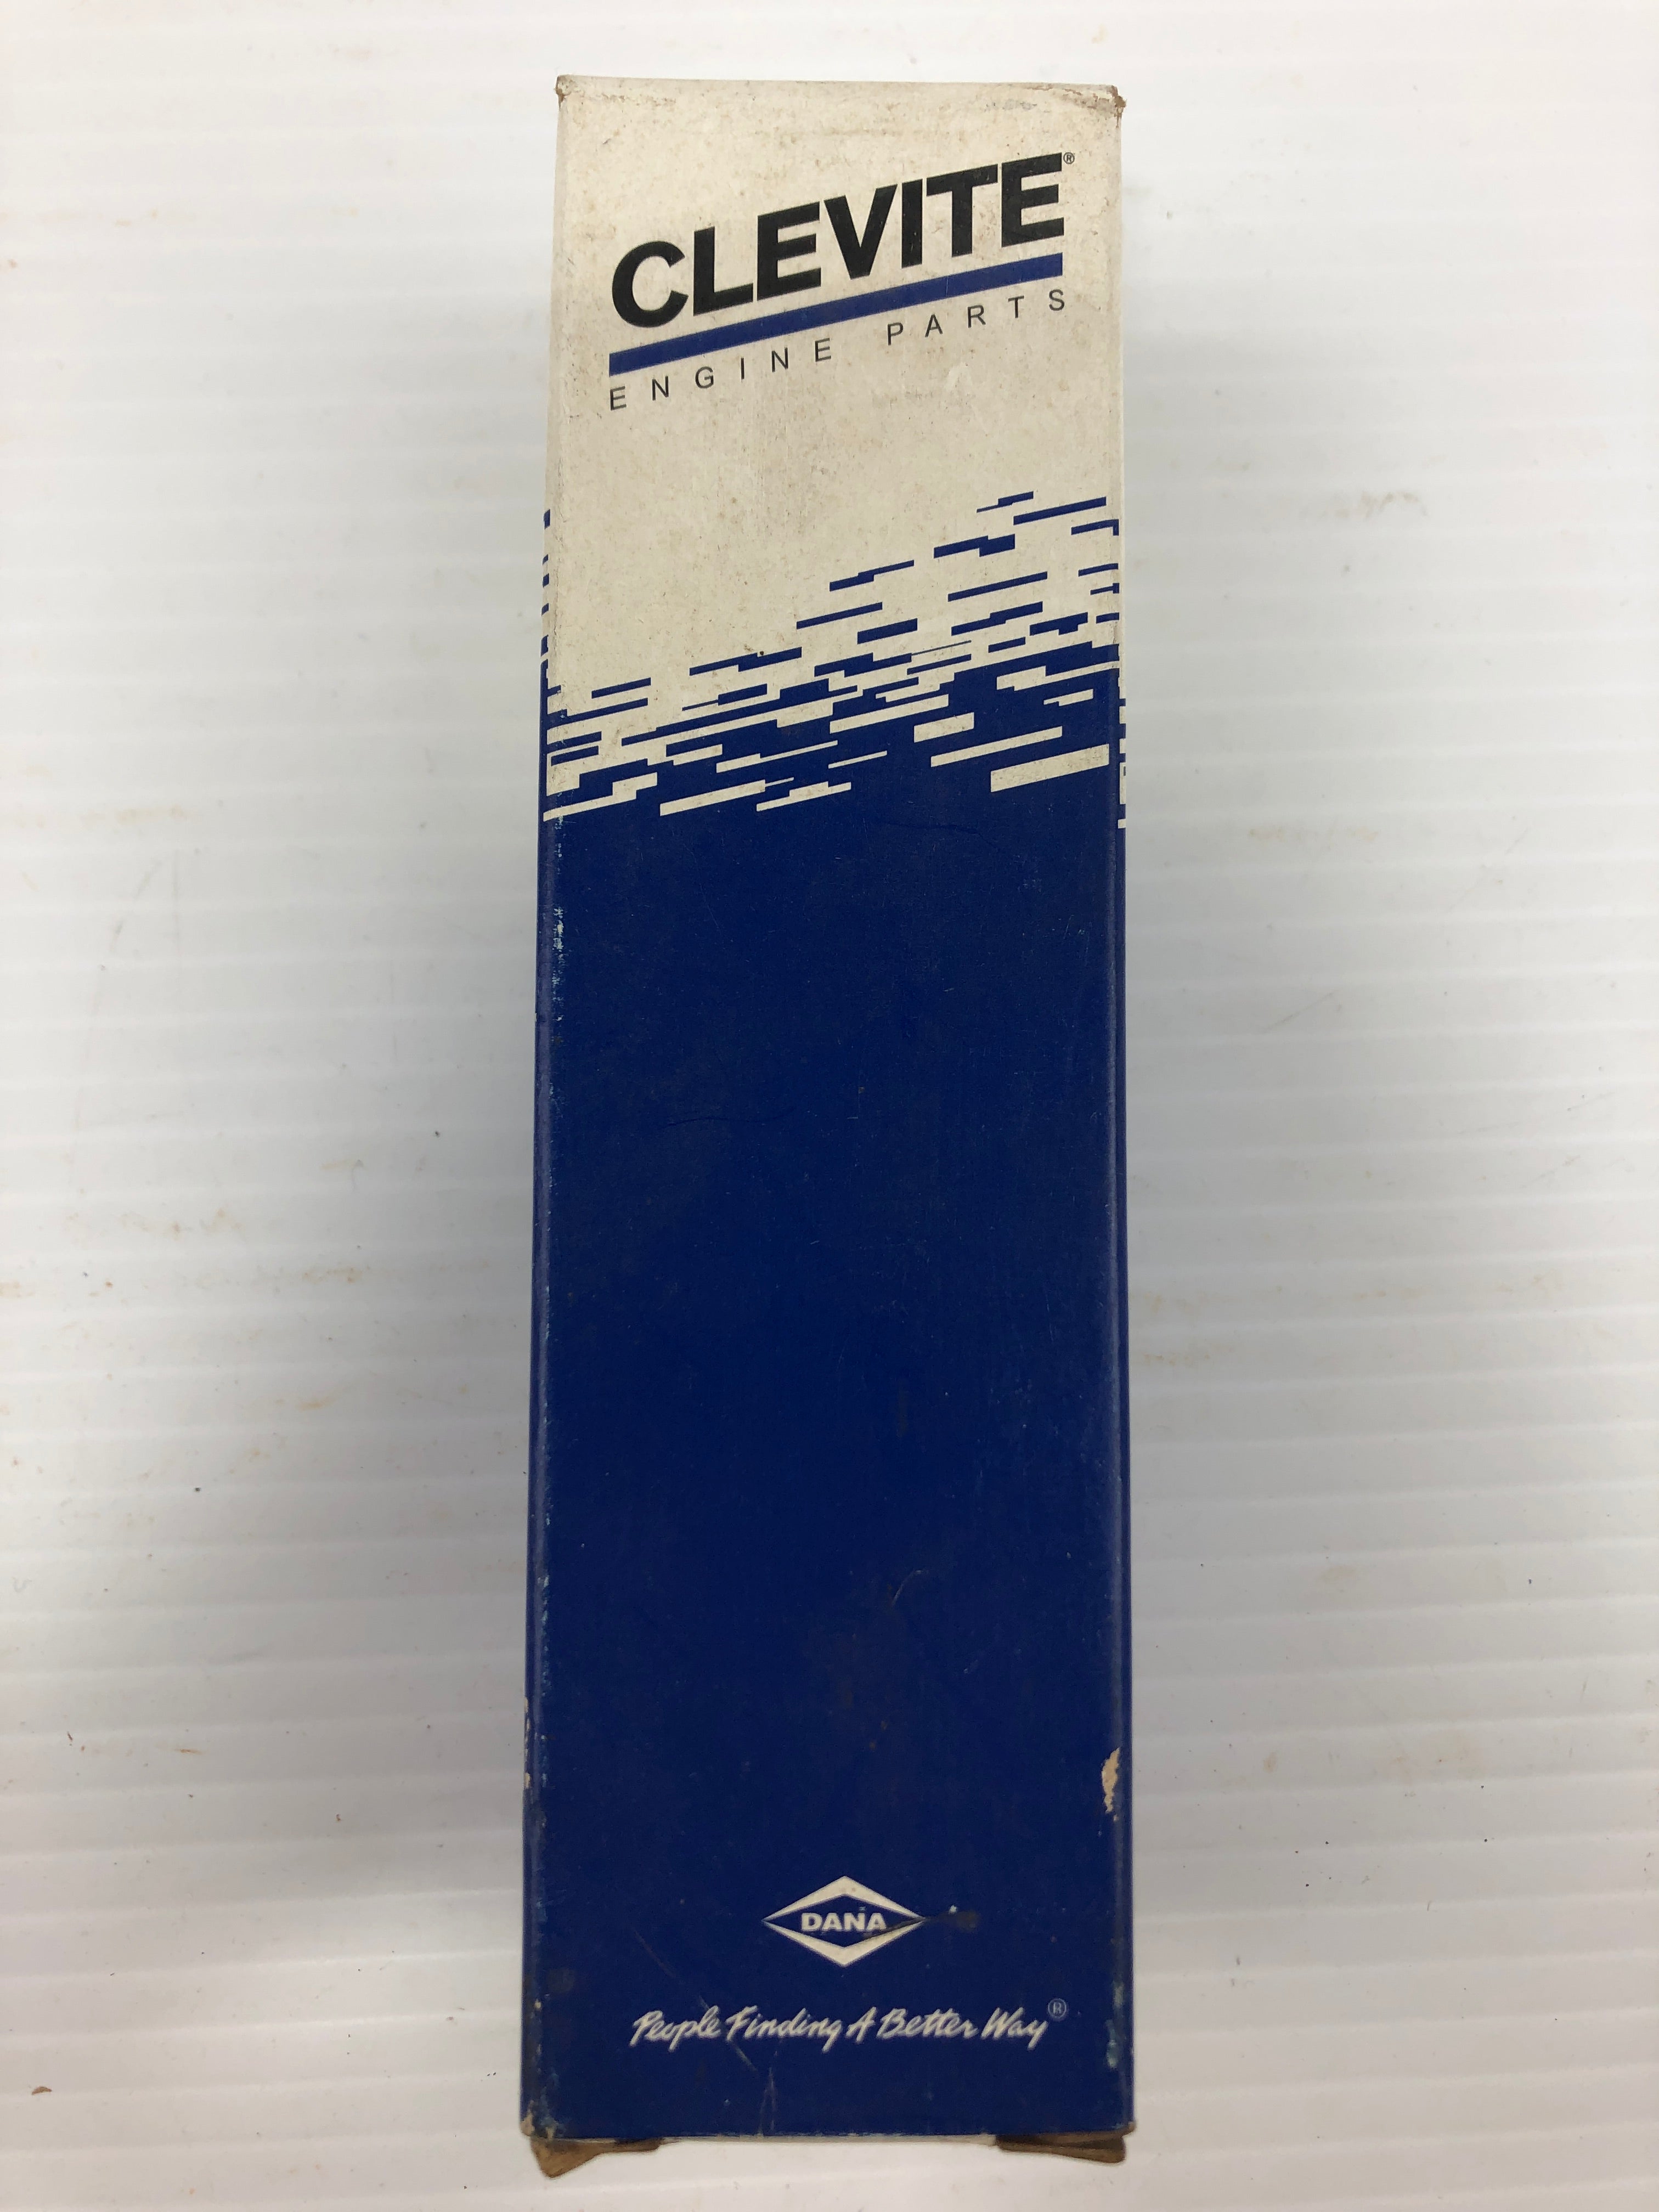 CLEVITE®
ENGINE PARTS
DANA
People Finding A Better Way®